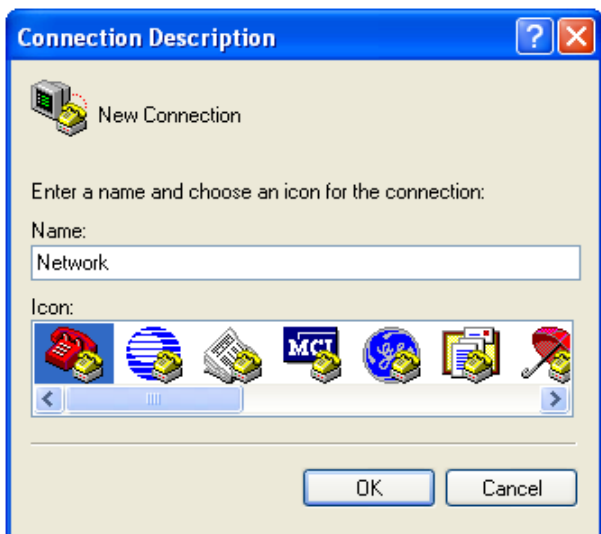 Connection Description
New Connection
Enter a name and choose an icon for the connection:
Name:
Network
Icon:
MCI
OK
Cancel